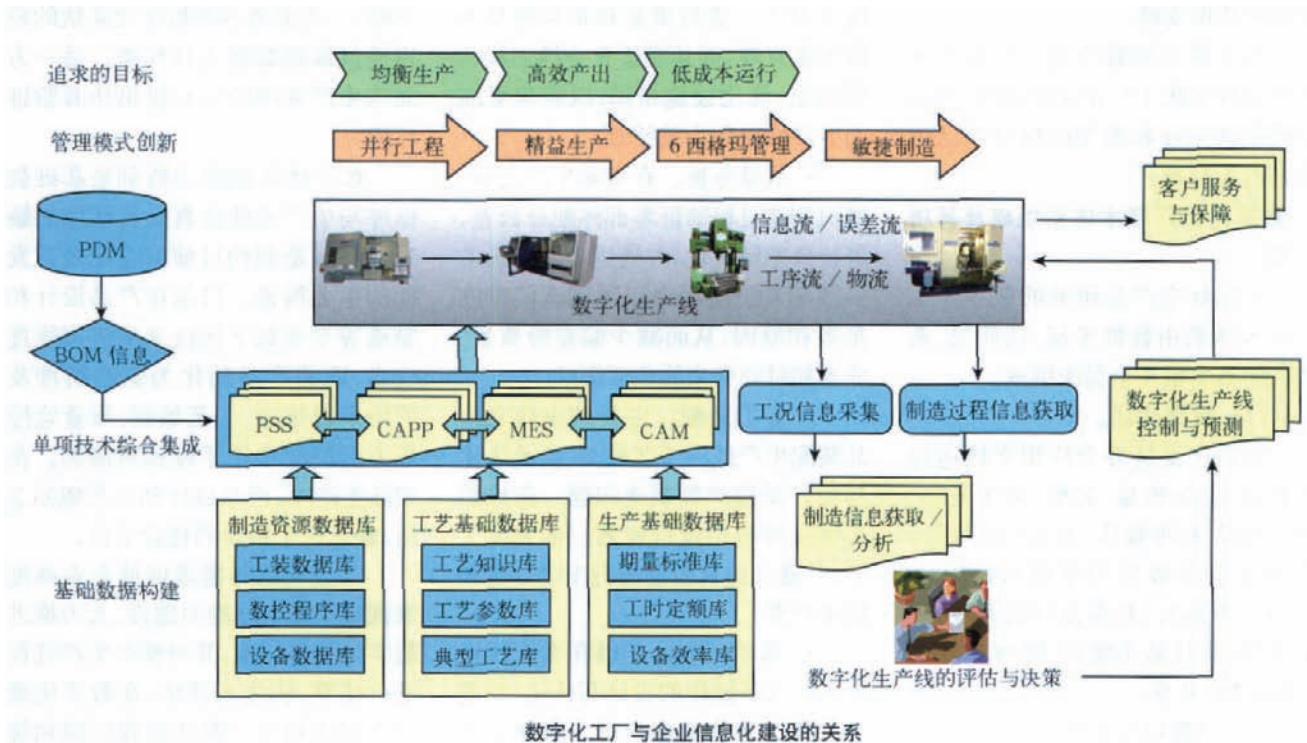 追求的目标
均衡生产
高效产出
低成本运行
管理模式创新
并行工程
精益生产
6西格玛管理
敏捷制造
客户服务
与保障
PDM
信息流/误差流
工序流/物流
数字化生产线
BOM 信息
工况信息采集
制造过程信息获取
数字化生产线
控制与预测
单项技术综合集成
PSS
CAPP
MES
CAM
制造信息获取/
分析
制造资源数据库
工艺基础数据库
生产基础数据库
工装数据库
工艺知识库
期量标准库
基础数据构建
数控程序库
工艺参数库
工时定额库
设备数据库
典型工艺库
设备效率库
数字化生产线的评估与决策
数字化工厂与企业信息化建设的关系